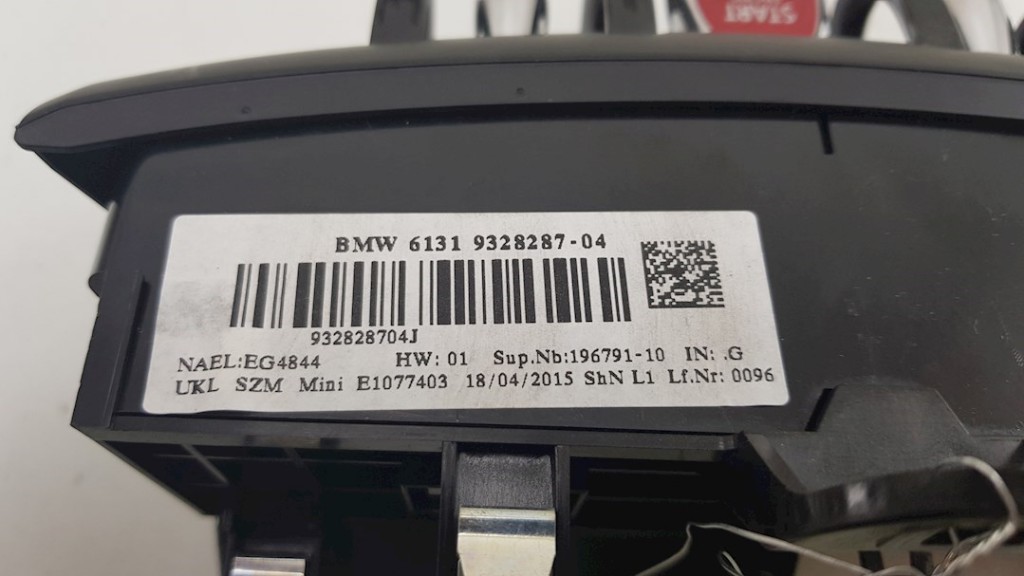 START
BMW 6131 9328287-04
932828704J
NAEL:EG4844 HW: 01 Sup.Nb:196791-10 IN: .G
UKL SZM Mini E1077403 18/04/2015 ShN L1 Lf.Nr: 0096